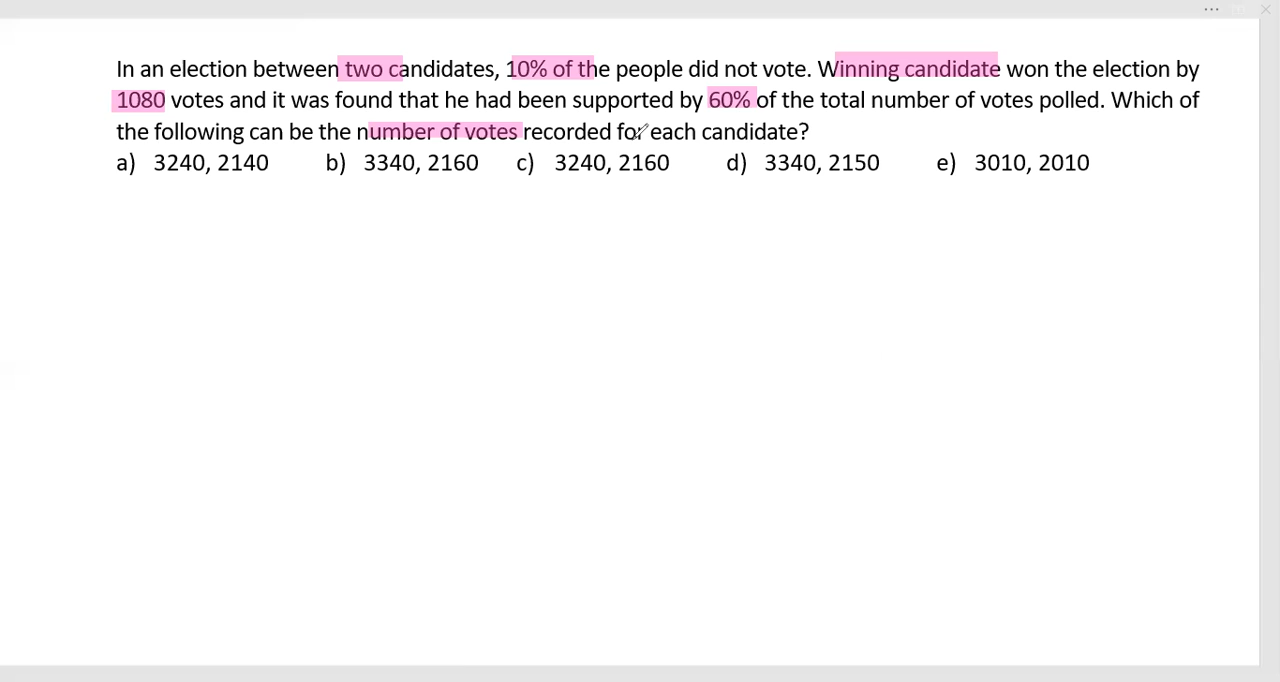 In an election between two candidates, 10% of the people did not vote. Winning candidate won the election by
1080 votes and it was found that he had been supported by 60% of the total number of votes polled. Which of
the following can be the number of votes recorded for each candidate?
a) 3240, 2140 b) 3340, 2160 c) 3240, 2160 d) 3340, 2150 e) 3010, 2010